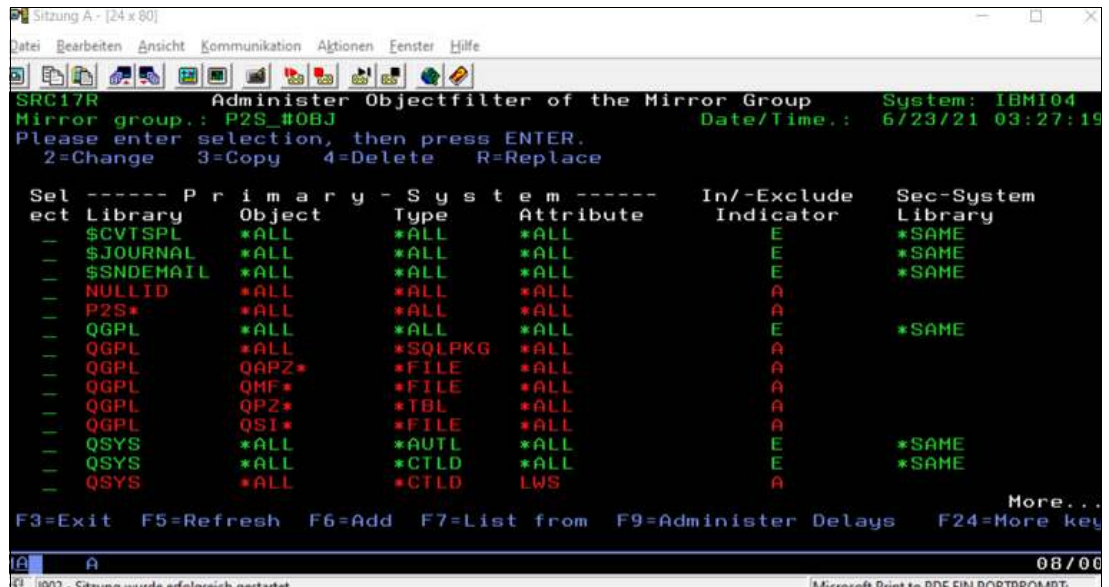 Sitzung A - [24 x 80]
Datei Bearbeiten Ansicht Kommunikation Aktionen Fenster Hilfe
SRC17R Administer Objectfilter of the Mirror Group System: IBMI04
Mirror group.: P2S_#OBJ Date/Time.: 6/23/21 03:27:19
Please enter selection, then press ENTER.
2=Change 3=Copy 4=Delete R=Replace
Sel ------ P r i m a r y - S y s t e m ------ In/-Exclude Sec-System
ect Library Object Type Attribute Indicator Library
_ $CVTSPL *ALL *ALL *ALL E *SAME
_ $JOURNAL *ALL *ALL *ALL E *SAME
_ $SNDEMAIL *ALL *ALL *ALL E *SAME
_ NULLID *ALL *ALL *ALL A
_ P2S* *ALL *ALL *ALL A
_ QGPL *ALL *ALL *ALL E *SAME
_ QGPL *ALL *SQLPKG *ALL A
_ QGPL QAPZ* *FILE *ALL A
_ QGPL QMF* *FILE *ALL A
_ QGPL QPZ* *TBL *ALL A
_ QGPL QSI* *FILE *ALL A
_ QSYS *ALL *AUTL *ALL E *SAME
_ QSYS *ALL *CTLD *ALL E *SAME
_ QSYS *ALL *CTLD LWS A
More...
F3=Exit F5=Refresh F6=Add F7=List from F9=Administer Delays F24=More key
MA A 08/00
I902 - Sitzung wurde erfolgreich gestartet Microsoft Print to PDF EIN PORTPROMPT: